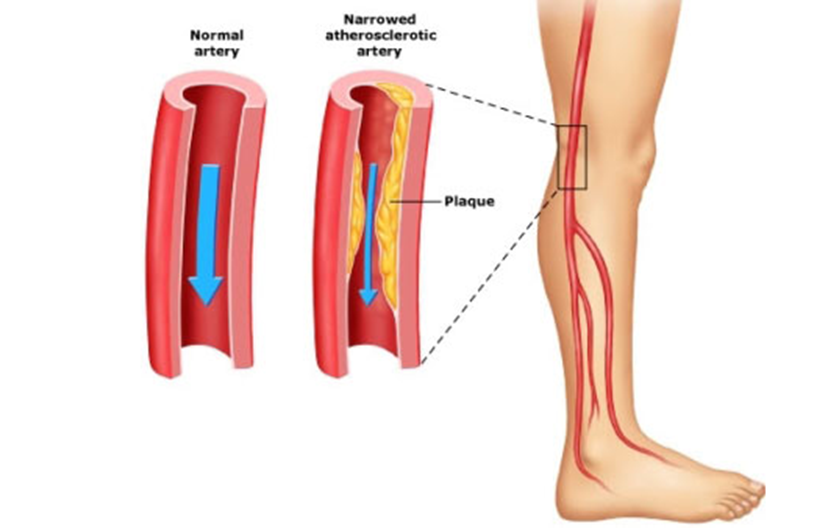 Normal
artery
Narrowed
atherosclerotic
artery
Plaque